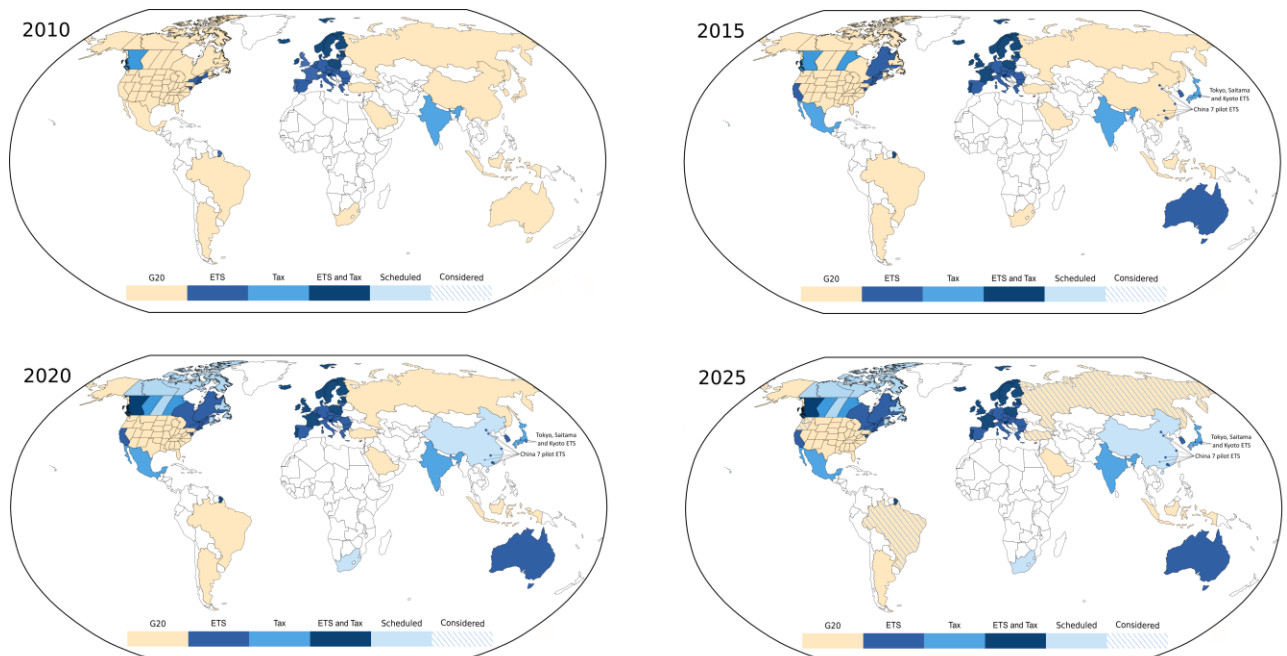 2010
G20 ETS Tax ETS and Tax Scheduled Considered
2015
Tokyo, Saitama
and Kyoto ETS
China 7 pilot ETS
G20 ETS Tax ETS and Tax Scheduled Considered
2020
Tokyo, Saitama
and Kyoto ETS
China 7 pilot ETS
G20 ETS Tax ETS and Tax Scheduled Considered
2025
Tokyo, Saitama
and Kyoto ETS
China 7 pilot ETS
G20 ETS Tax ETS and Tax Scheduled Considered